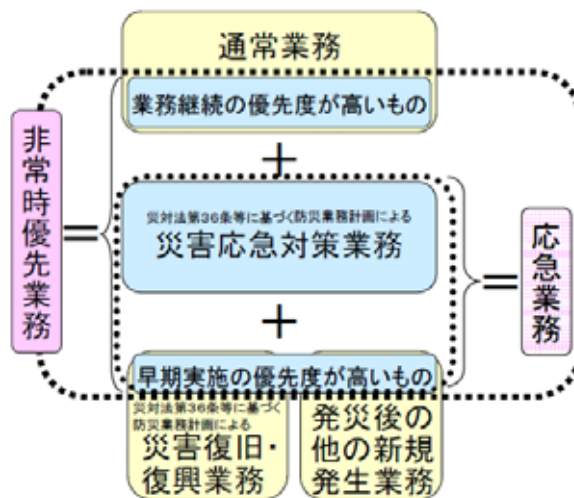 通常業務
業務継続の優先度が高いもの
＋
非常時優先業務
＝
災対法第36条等に基づく防災業務計画による
災害応急対策業務
＝
応急業務
＋
早期実施の優先度が高いもの
災対法第36条等に基づく
防災業務計画による
災害復旧・
復興業務
発災後の
他の新規
発生業務